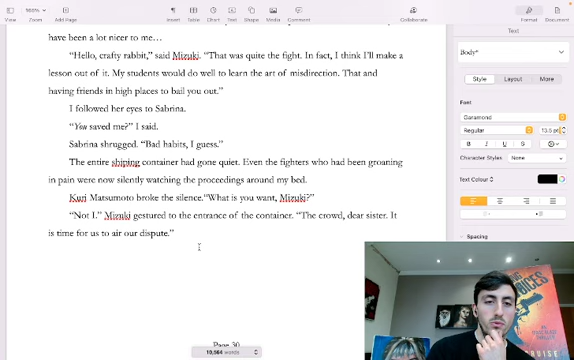 View
Zoom
Add Page
Insert
Table
Chart
Text
Shape
Media
Comment
Collaborate
Format
Document
have been a lot nicer to me…
“Hello, crafty rabbit,” said Mizuki. “That was quite the fight. In fact, I think I’ll make a
lesson out of it. My students would do well to learn the art of misdirection. That and
having friends in high places to bail you out.”
I followed her eyes to Sabrina.
“You saved me?” I said.
Sabrina shrugged. “Bad habits, I guess.”
The entire shiping container had gone quiet. Even the fighters who had been groaning
in pain were now silently watching the proceedings around my bed.
Kuri Matsumoto broke the silence.“What is you want, Mizuki?”
“Not I.” Mizuki gestured to the entrance of the container. “The crowd, dear sister. It
is time for us to air our dispute.”
Page 30
Text
Body*
Style
Layout
More
Font
Garamond
Regular
13.5 pt
B I U S
Character Styles
None
Text Colour
Spacing